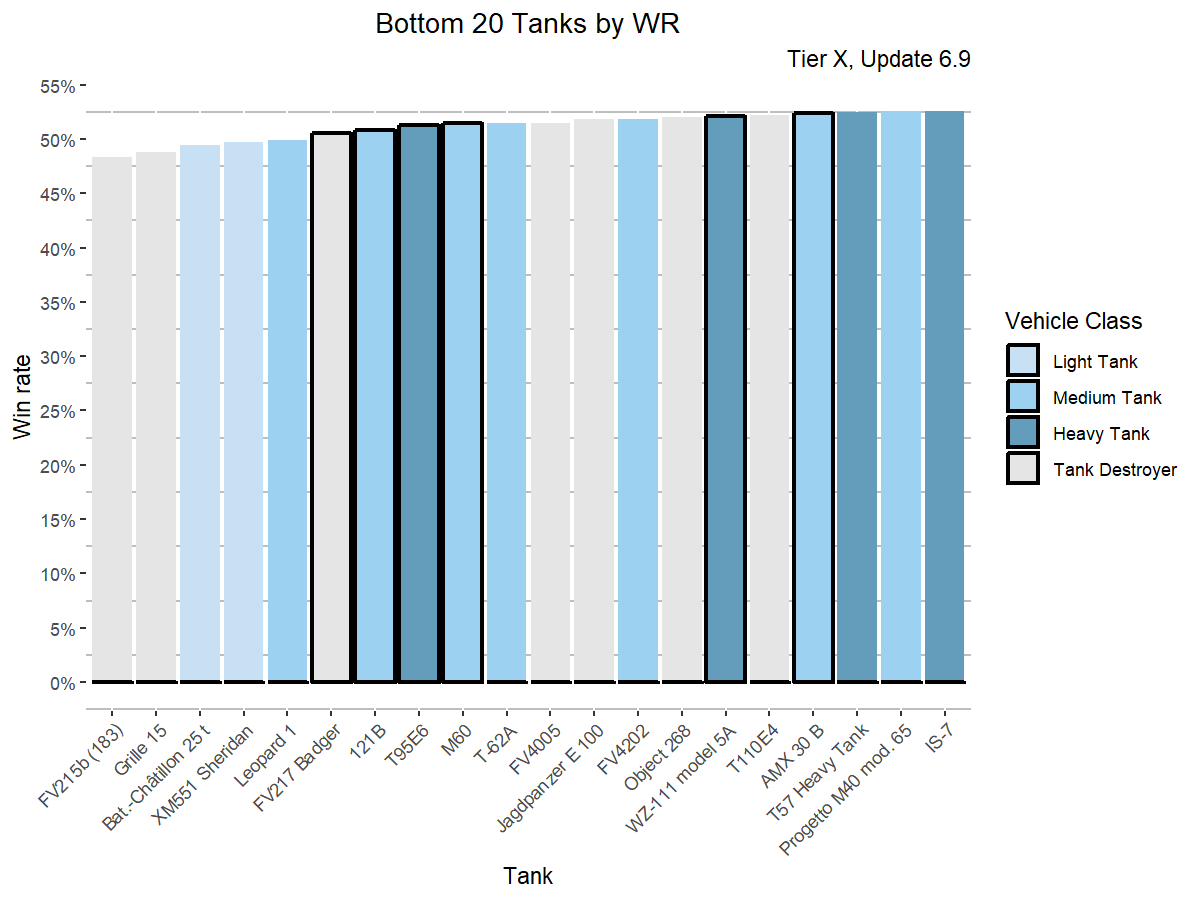 Bottom 20 Tanks by WR
Tier X, Update 6.9
55%
50%
45%
40%
35%
30%
25%
20%
15%
10%
5%
0%
Win rate
FV215b (183)
Grille 15
Bat.-Châtillon 25 t
XM551 Sheridan
Leopard 1
FV217 Badger
121B
T95E6
M60
T-62A
FV4005
Jagdpanzer E 100
FV4202
Object 268
WZ-111 model 5A
T110E4
AMX 30 B
T57 Heavy Tank
Progetto M40 mod. 65
IS-7
Tank
Vehicle Class
Light Tank
Medium Tank
Heavy Tank
Tank Destroyer